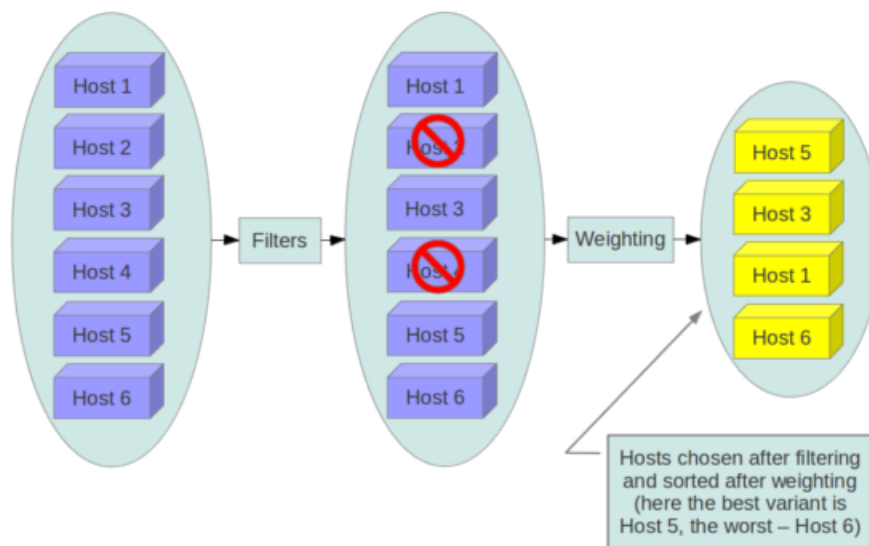 Host 1
Host 2
Host 3
Host 4
Host 5
Host 6
Filters
Host 1
Host 3
Host 5
Host 6
Weighting
Host 5
Host 3
Host 1
Host 6
Hosts chosen after filtering
and sorted after weighting
(here the best variant is
Host 5, the worst – Host 6)